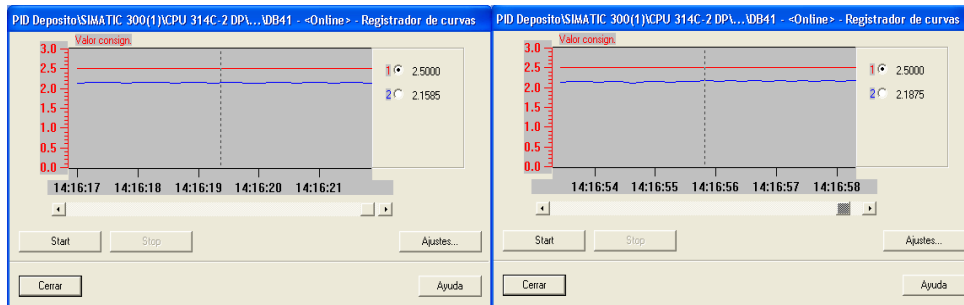 PID Deposito\SIMATIC 300(1)\CPU 314C-2 DP\...\DB41 - <Online> - Registrador de curvas
Valor consign.
3.0
2.5
2.0
1.5
1.0
0.5
0.0
1 2.5000
2 2.1585
14:16:17 14:16:18 14:16:19 14:16:20 14:16:21
Start Stop Ajustes...
Cerrar Ayuda
PID Deposito\SIMATIC 300(1)\CPU 314C-2 DP\...\DB41 - <Online> - Registrador de curvas
Valor consign.
3.0
2.5
2.0
1.5
1.0
0.5
0.0
1 2.5000
2 2.1875
14:16:54 14:16:55 14:16:56 14:16:57 14:16:58
Start Stop Ajustes...
Cerrar Ayuda